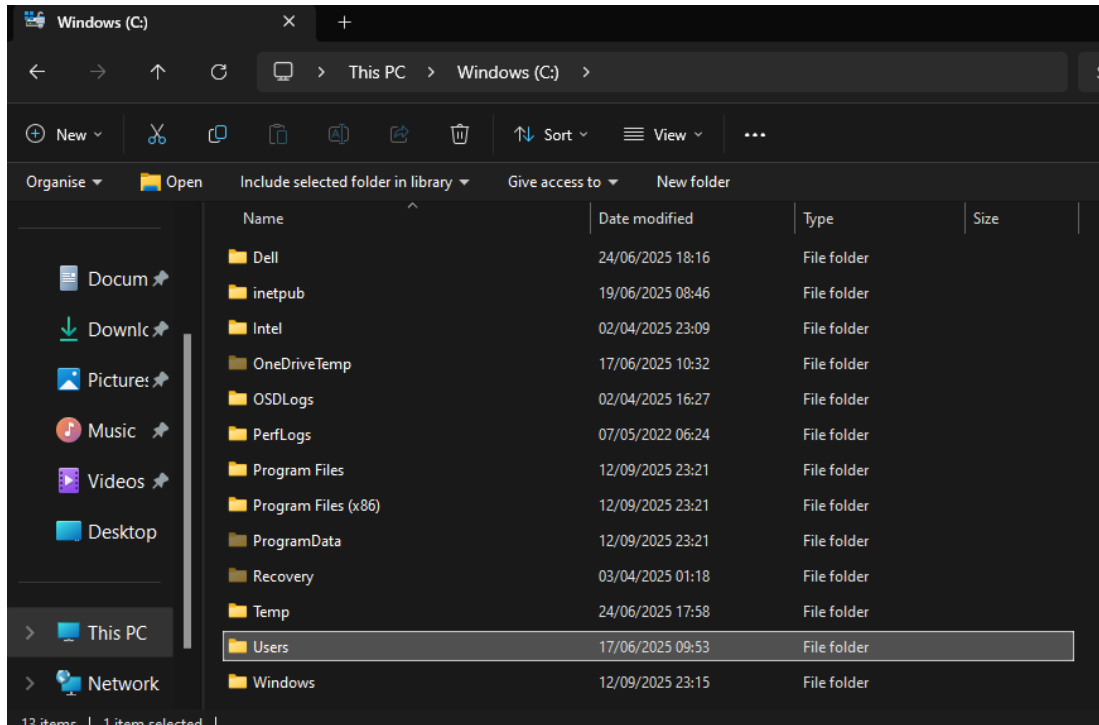 Windows (C:)
This PC > Windows (C:) >
New Sort View •••
Organise Open Include selected folder in library Give access to New folder
Name Date modified Type Size
Docum
Downlc
Pictures
Music
Videos
Desktop
This PC
Network
Dell 24/06/2025 18:16 File folder
inetpub 19/06/2025 08:46 File folder
Intel 02/04/2025 23:09 File folder
OneDriveTemp 17/06/2025 10:32 File folder
OSDLogs 02/04/2025 16:27 File folder
PerfLogs 07/05/2022 06:24 File folder
Program Files 12/09/2025 23:21 File folder
Program Files (x86) 12/09/2025 23:21 File folder
ProgramData 12/09/2025 23:21 File folder
Recovery 03/04/2025 01:18 File folder
Temp 24/06/2025 17:58 File folder
Users 17/06/2025 09:53 File folder
Windows 12/09/2025 23:15 File folder
13 items | 1 item selected |